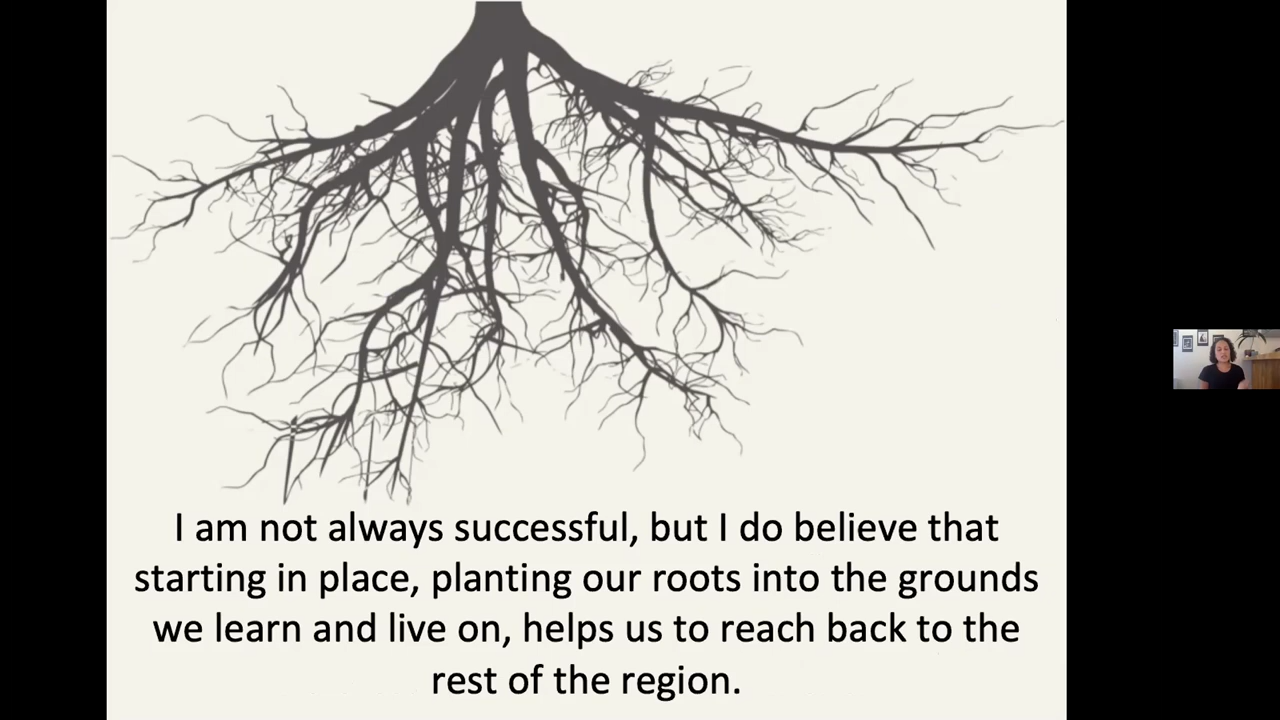 I am not always successful, but I do believe that
starting in place, planting our roots into the grounds
we learn and live on, helps us to reach back to the
rest of the region.